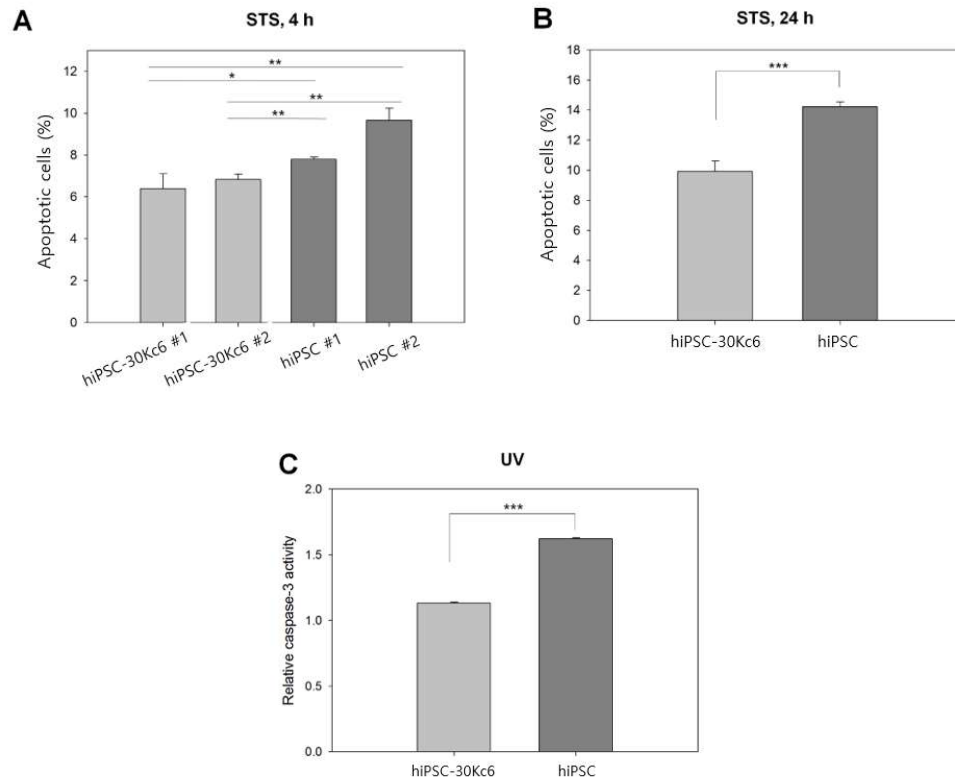 A
STS, 4 h
Apoptotic cells (%)
12
10
8
6
4
2
0
**
*
**
**
hiPSC-30Kc6 #1
hiPSC-30Kc6 #2
hiPSC #1
hiPSC #2
B
STS, 24 h
Apoptotic cells (%)
18
16
14
12
10
8
6
4
2
0
***
hiPSC-30Kc6
hiPSC
C
UV
Relative caspase-3 activity
2.0
1.5
1.0
0.5
0.0
***
hiPSC-30Kc6
hiPSC